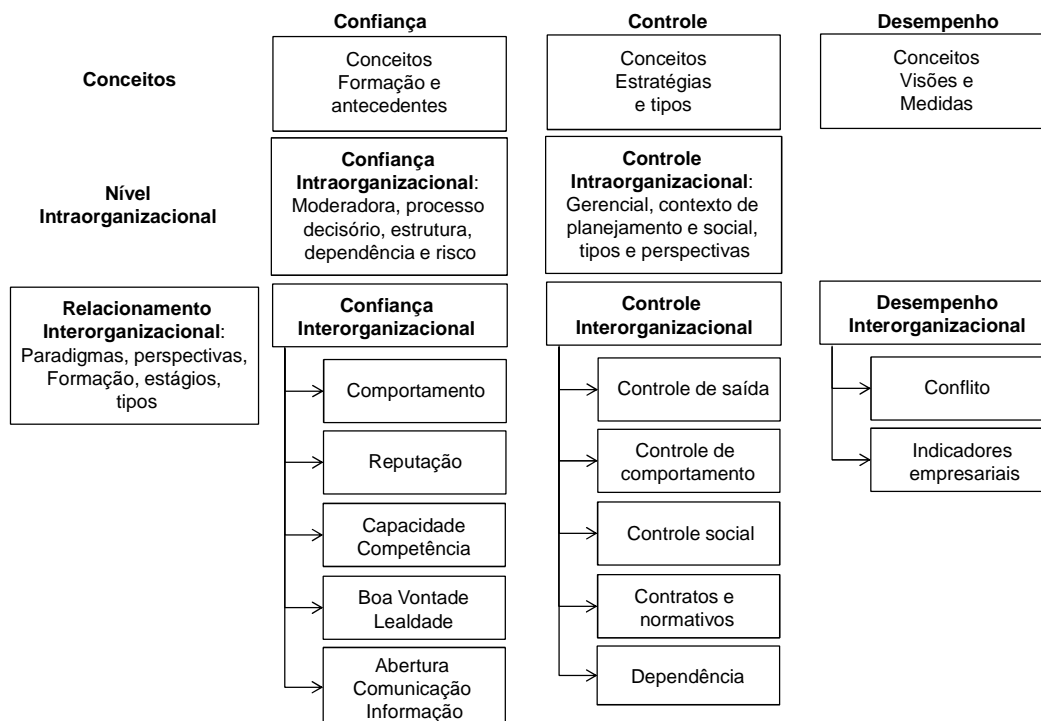 Confiança
Controle
Desempenho
Conceitos
Conceitos
Formação e
antecedentes
Conceitos
Estratégias
e tipos
Conceitos
Visões e
Medidas
Nível
Intraorganizacional
Confiança
Intraorganizacional:
Moderadora, processo
decisório, estrutura,
dependência e risco
Controle
Intraorganizacional:
Gerencial, contexto de
planejamento e social,
tipos e perspectivas
Relacionamento
Interorganizacional:
Paradigmas, perspectivas,
Formação, estágios,
tipos
Confiança
Interorganizacional
Comportamento
Reputação
Capacidade
Competência
Boa Vontade
Lealdade
Abertura
Comunicação
Informação
Controle
Interorganizacional
Controle de saída
Controle de
comportamento
Controle social
Contratos e
normativos
Dependência
Desempenho
Interorganizacional
Conflito
Indicadores
empresariais